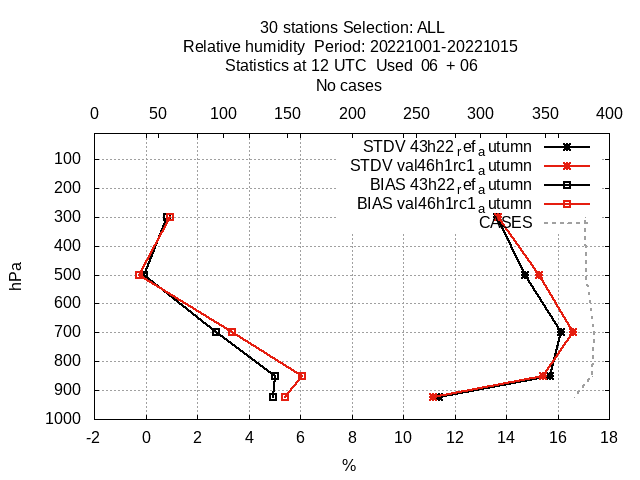 30 stations Selection: ALL
Relative humidity  Period: 20221001-20221015
Statistics at 12 UTC  Used  06  + 06
No cases
0 50 100 150 200 250 300 350 400
STDV 43h22_ref_autumn
STDV val46h1rc1_autumn
BIAS 43h22_ref_autumn
BIAS val46h1rc1_autumn
CASES
100
200
300
400
500
600
700
800
900
1000
hPa
-2 0 2 4 6 8 10 12 14 16 18
%